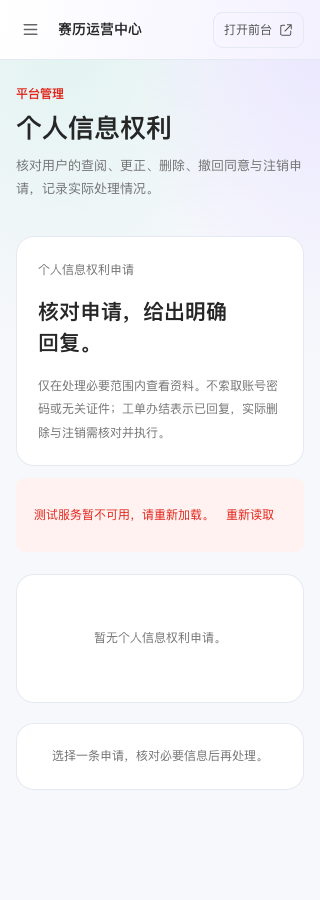 赛历运营中心
打开前台
平台管理
个人信息权利
核对用户的查阅、更正、删除、撤回同意与注销申
请，记录实际处理情况。
个人信息权利申请
核对申请，给出明确
回复。
仅在处理必要范围内查看资料。不索取账号密
码或无关证件；工单办结表示已回复，实际删
除与注销需核对并执行。
测试服务暂不可用，请重新加载。 重新读取
暂无个人信息权利申请。
选择一条申请，核对必要信息后再处理。